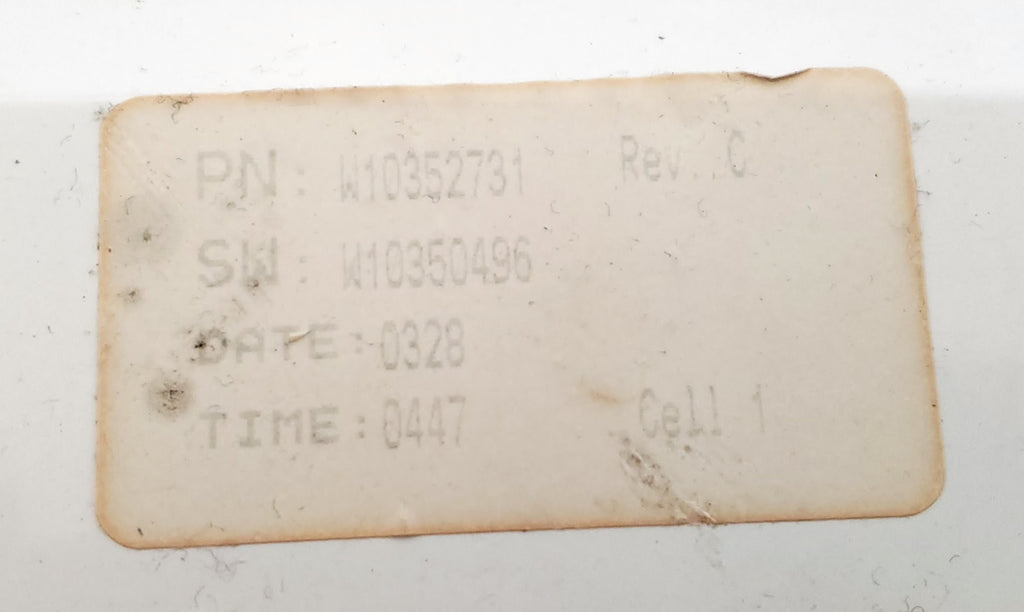 PN: W10352731 Rev. C
SW: W10350496
DATE: 0328
TIME: 0447 Cell 1